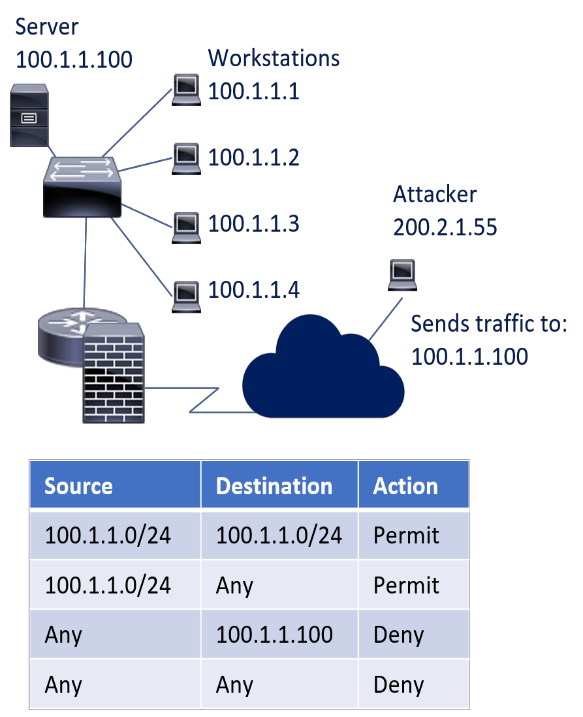 Server
100.1.1.100
Workstations
100.1.1.1
100.1.1.2
100.1.1.3
100.1.1.4
Attacker
200.2.1.55
Sends traffic to:
100.1.1.100
Source Destination Action
100.1.1.0/24 100.1.1.0/24 Permit
100.1.1.0/24 Any Permit
Any 100.1.1.100 Deny
Any Any Deny